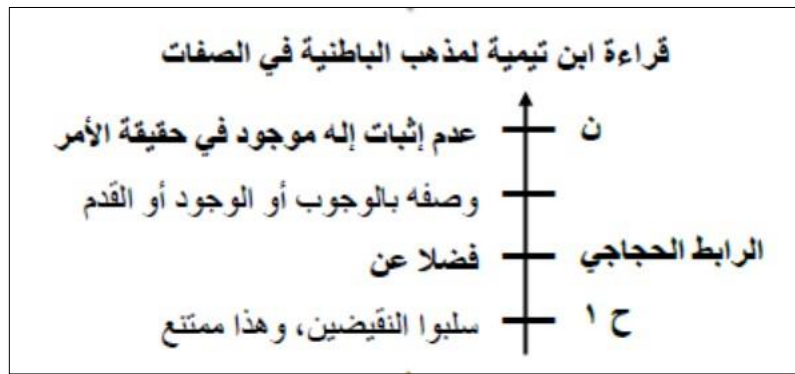 قراءة ابن تيمية لمذهب الباطنية في الصفات
ن عدم إثبات إله موجود في حقيقة الأمر
وصفه بالوجوب أو الوجود أو القدم
الرابط الحجاجي فضلا عن
ح ١ سلبوا النقيضين، وهذا ممتنع